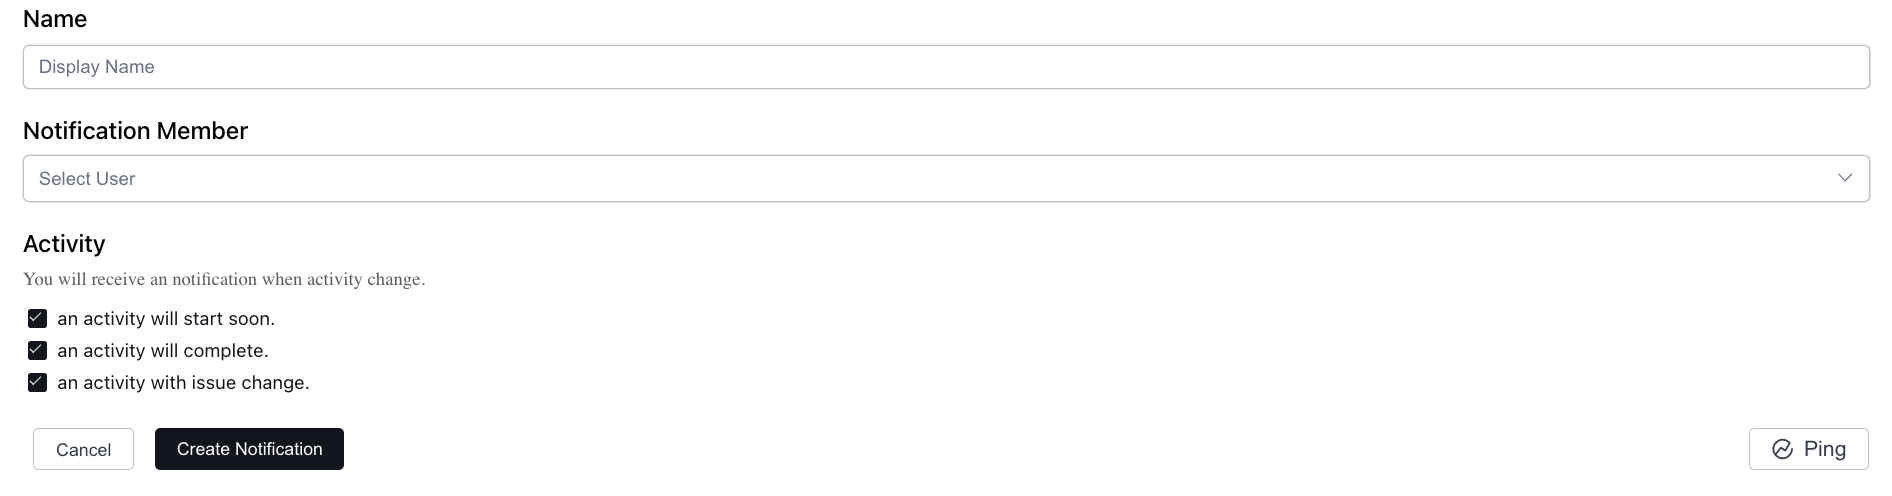 Name
Display Name
Notification Member
Select User
Activity
You will receive an notification when activity change.
an activity will start soon.
an activity will complete.
an activity with issue change.
Cancel Create Notification Ping